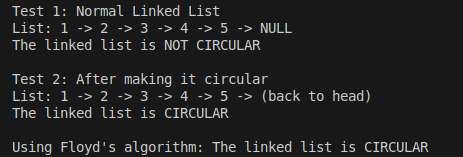 Test 1: Normal Linked List
List: 1 -> 2 -> 3 -> 4 -> 5 -> NULL
The linked list is NOT CIRCULAR
Test 2: After making it circular
List: 1 -> 2 -> 3 -> 4 -> 5 -> (back to head)
The linked list is CIRCULAR
Using Floyd's algorithm: The linked list is CIRCULAR